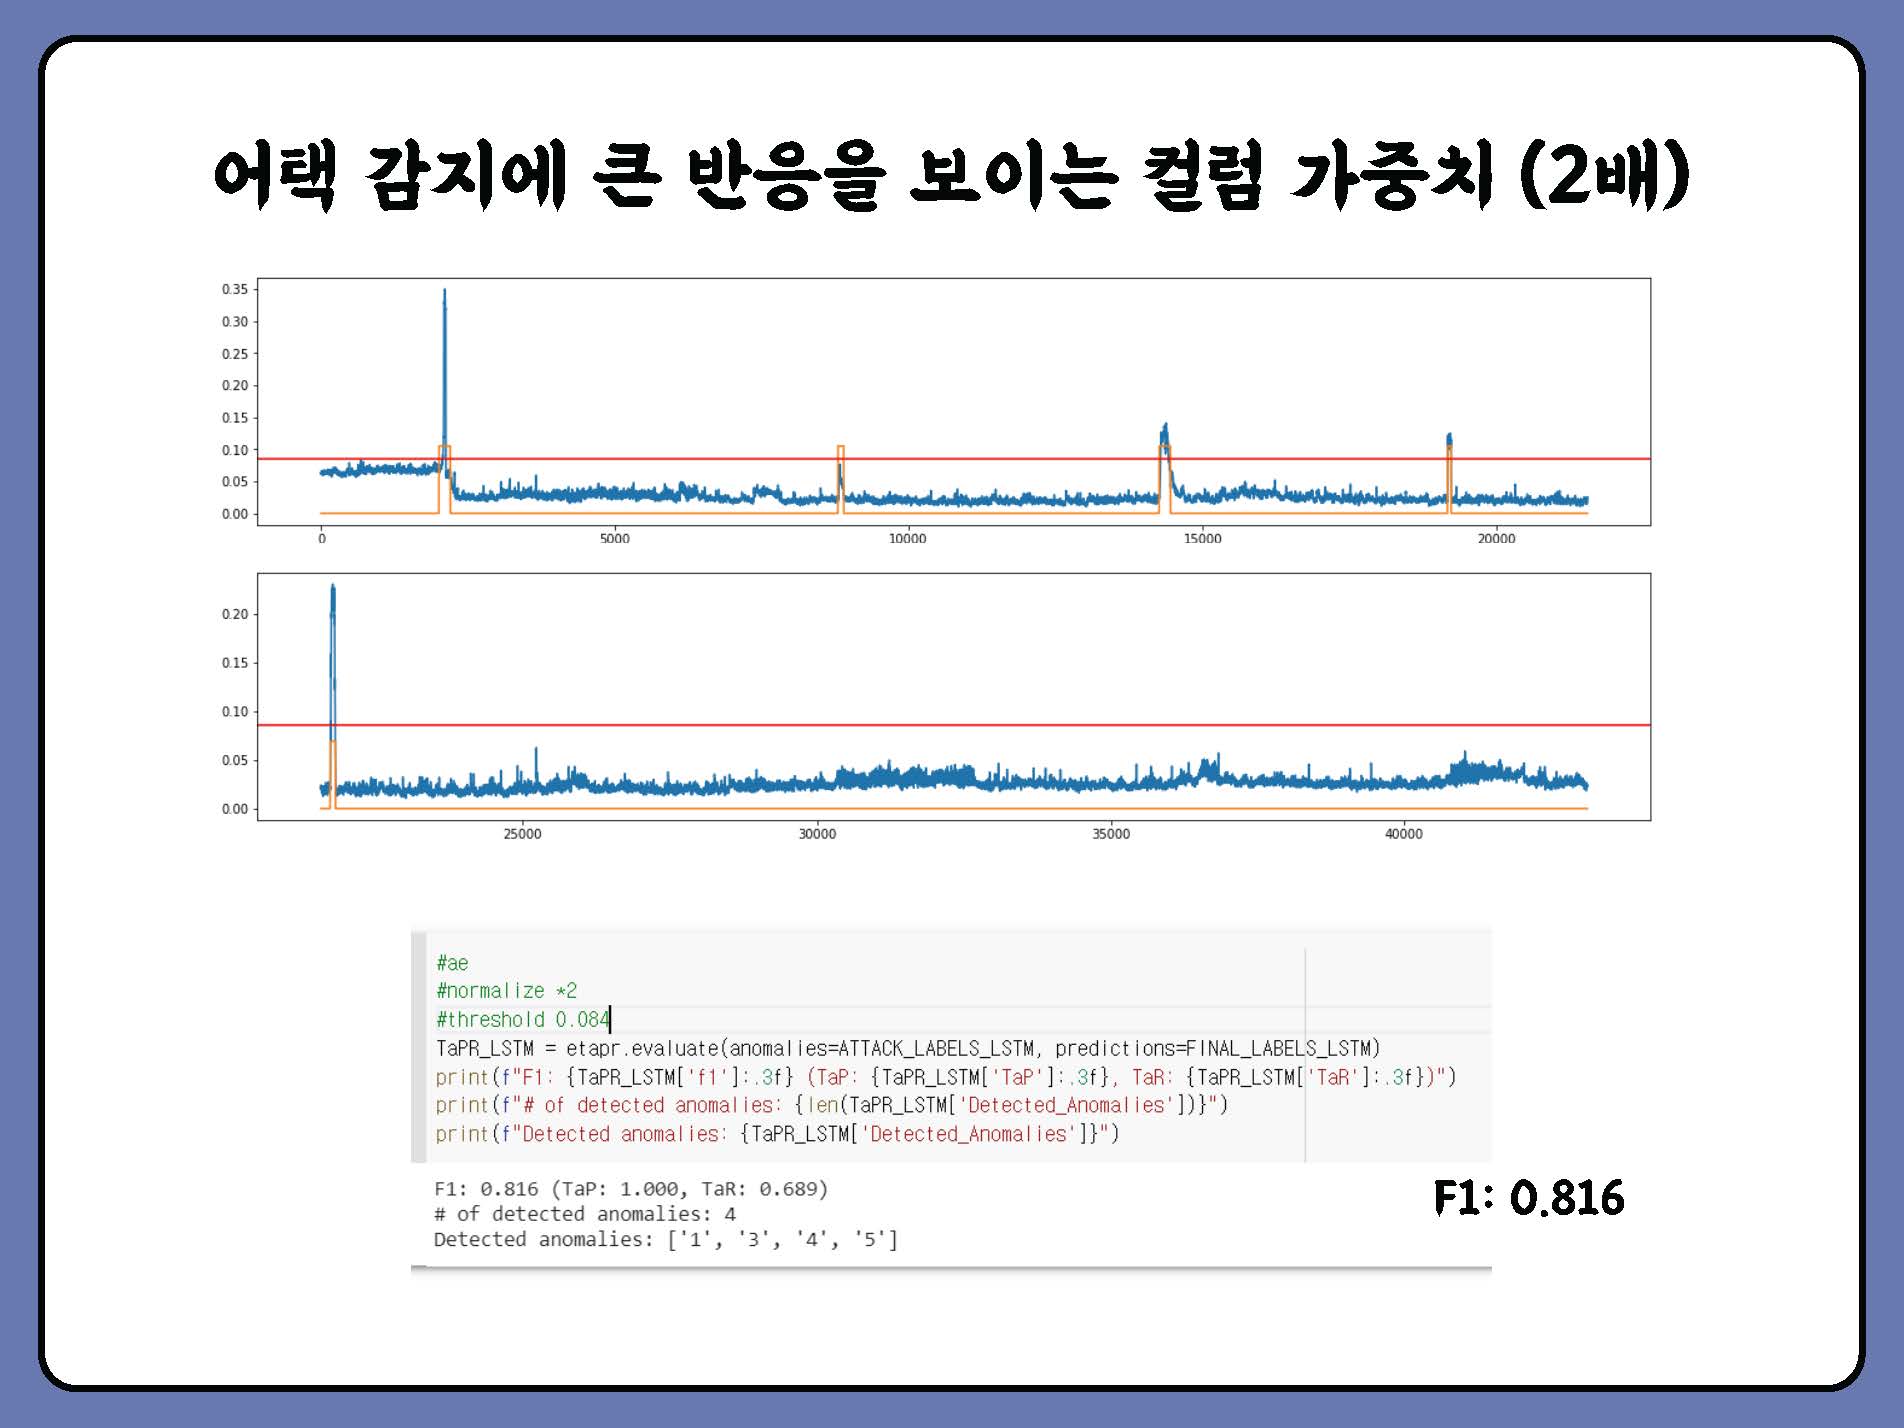 어택 감지에 큰 반응을 보이는 컬럼 가중치 (2배)
0.35
0.30
0.25
0.20
0.15
0.10
0.05
0.00
0 5000 10000 15000 20000
0.20
0.15
0.10
0.05
0.00
25000 30000 35000 40000
#ae
#normalize *2
#threshold 0.084
TaPR_LSTM = etapr.evaluate(anomalies=ATTACK_LABELS_LSTM, predictions=FINAL_LABELS_LSTM)
print(f"F1: {TaPR_LSTM['f1']:.3f} (TaP: {TaPR_LSTM['TaP']:.3f}, TaR: {TaPR_LSTM['TaR']:.3f})")
print(f"# of detected anomalies: {len(TaPR_LSTM['Detected_Anomalies'])}")
print(f"Detected anomalies: {TaPR_LSTM['Detected_Anomalies']}")
F1: 0.816 (TaP: 1.000, TaR: 0.689)
# of detected anomalies: 4
Detected anomalies: ['1', '3', '4', '5']
F1: 0.816